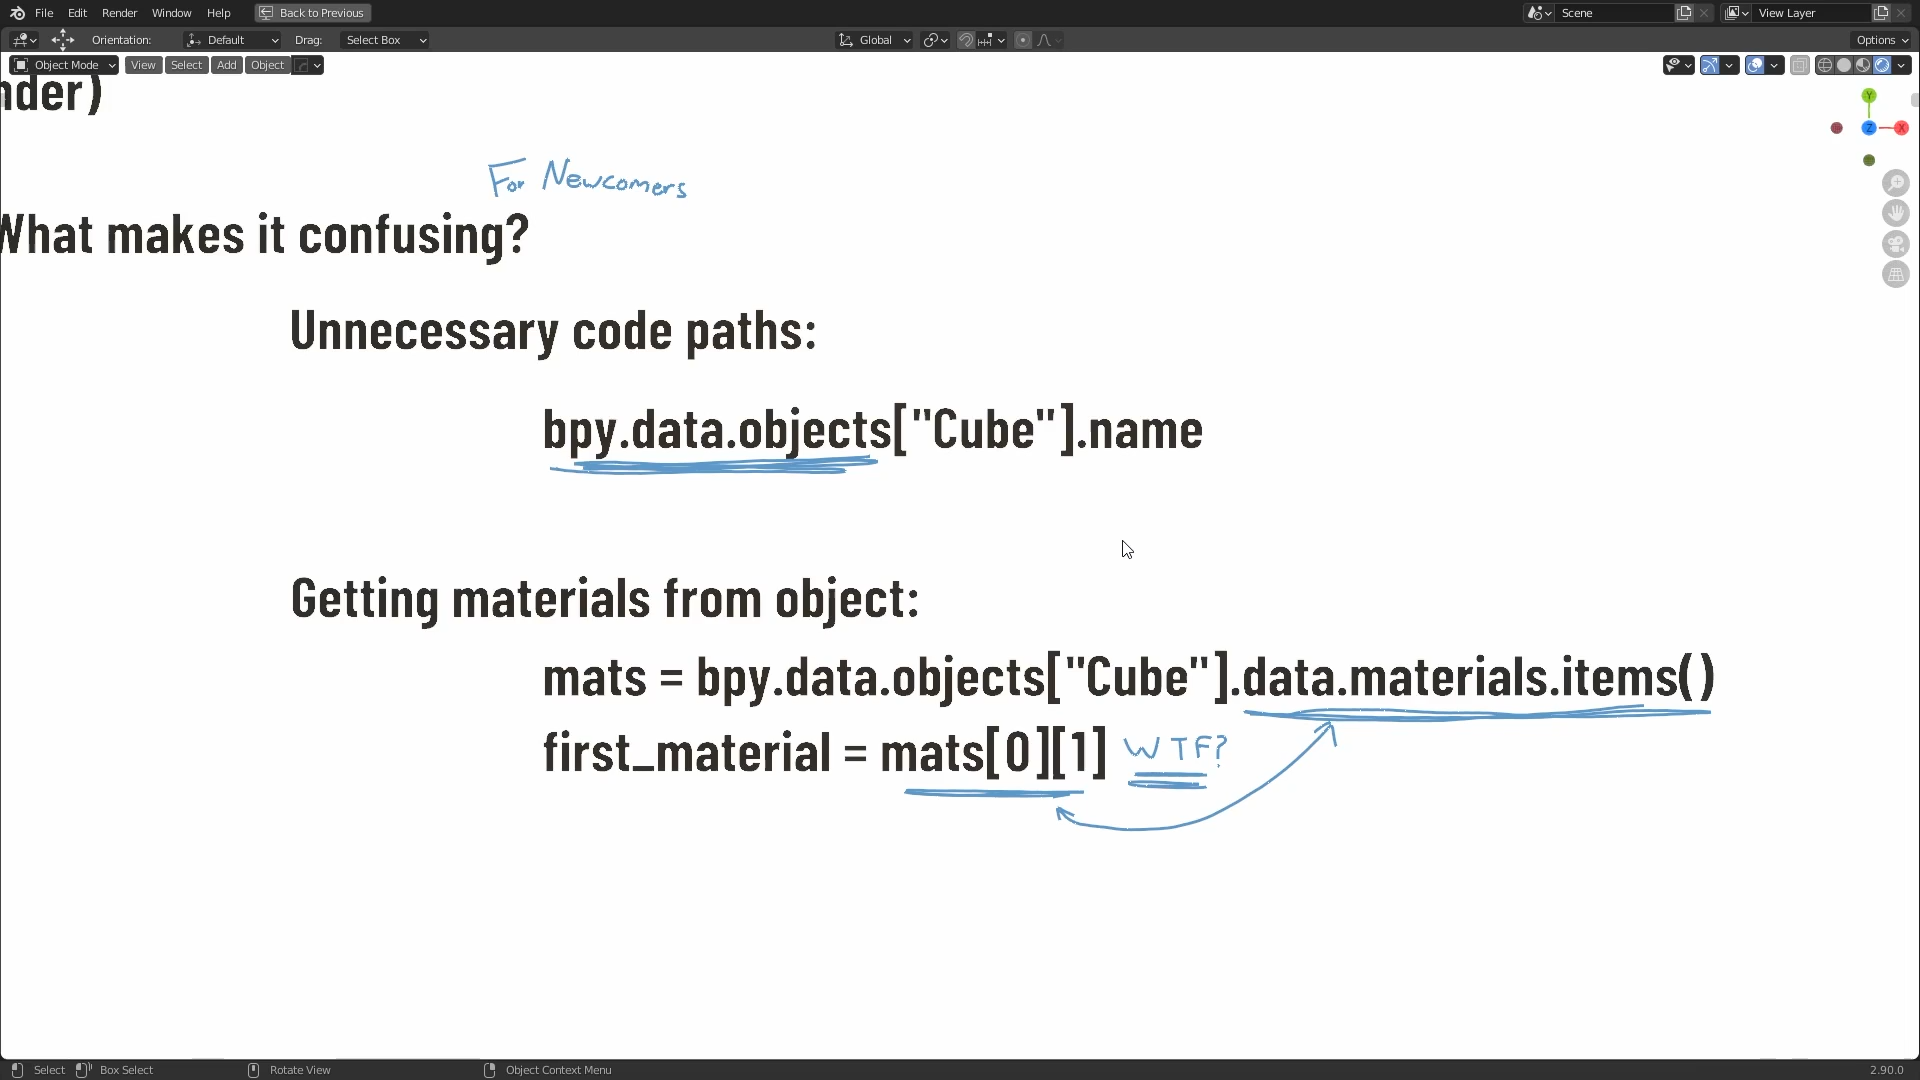 File Edit Render Window Help Back to Previous Scene View Layer
Orientation: Default Drag: Select Box Global Options
Object Mode View Select Add Object
nder)
Y
Z X
For Newcomers
What makes it confusing?
Unnecessary code paths:
bpy.data.objects["Cube"].name
Getting materials from object:
mats = bpy.data.objects["Cube"].data.materials.items()
first_material = mats[0][1] WTF?
Select Box Select Rotate View Object Context Menu 2.90.0